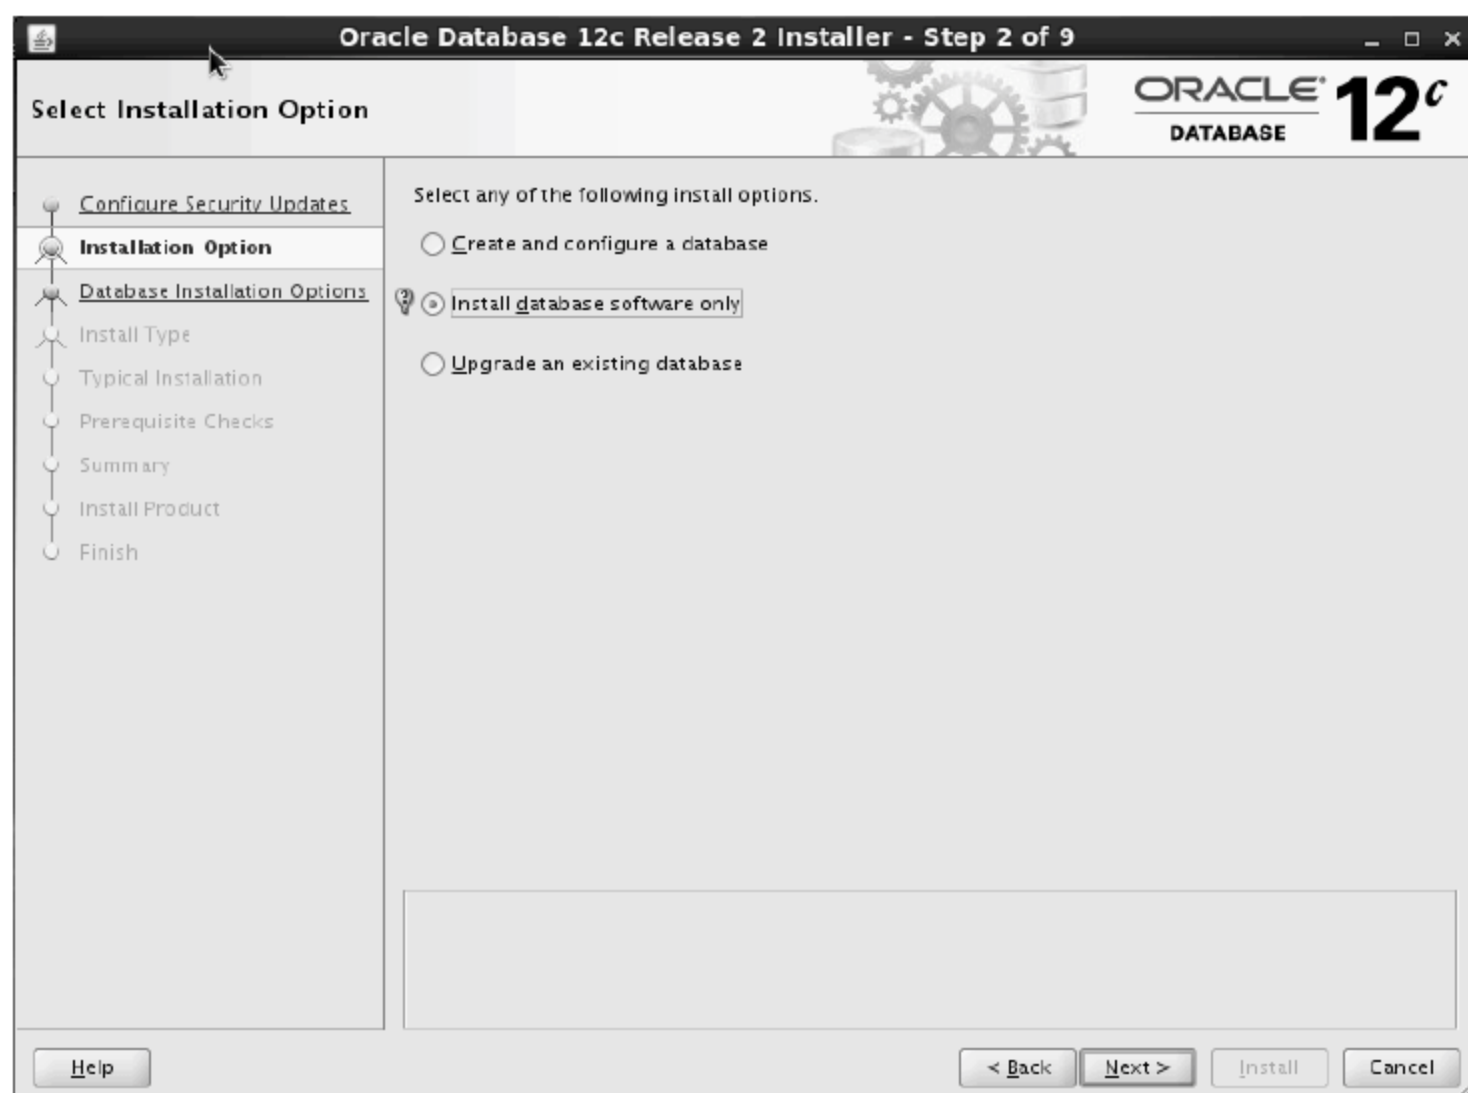 Oracle Database 12c Release 2 Installer - Step 2 of 9
Select Installation Option
ORACLE®
DATABASE
12c
Configure Security Updates
Installation Option
Database Installation Options
Install Type
Typical Installation
Prerequisite Checks
Summary
Install Product
Finish
Select any of the following install options.
Create and configure a database
Install database software only
Upgrade an existing database
Help
< Back
Next >
Install
Cancel